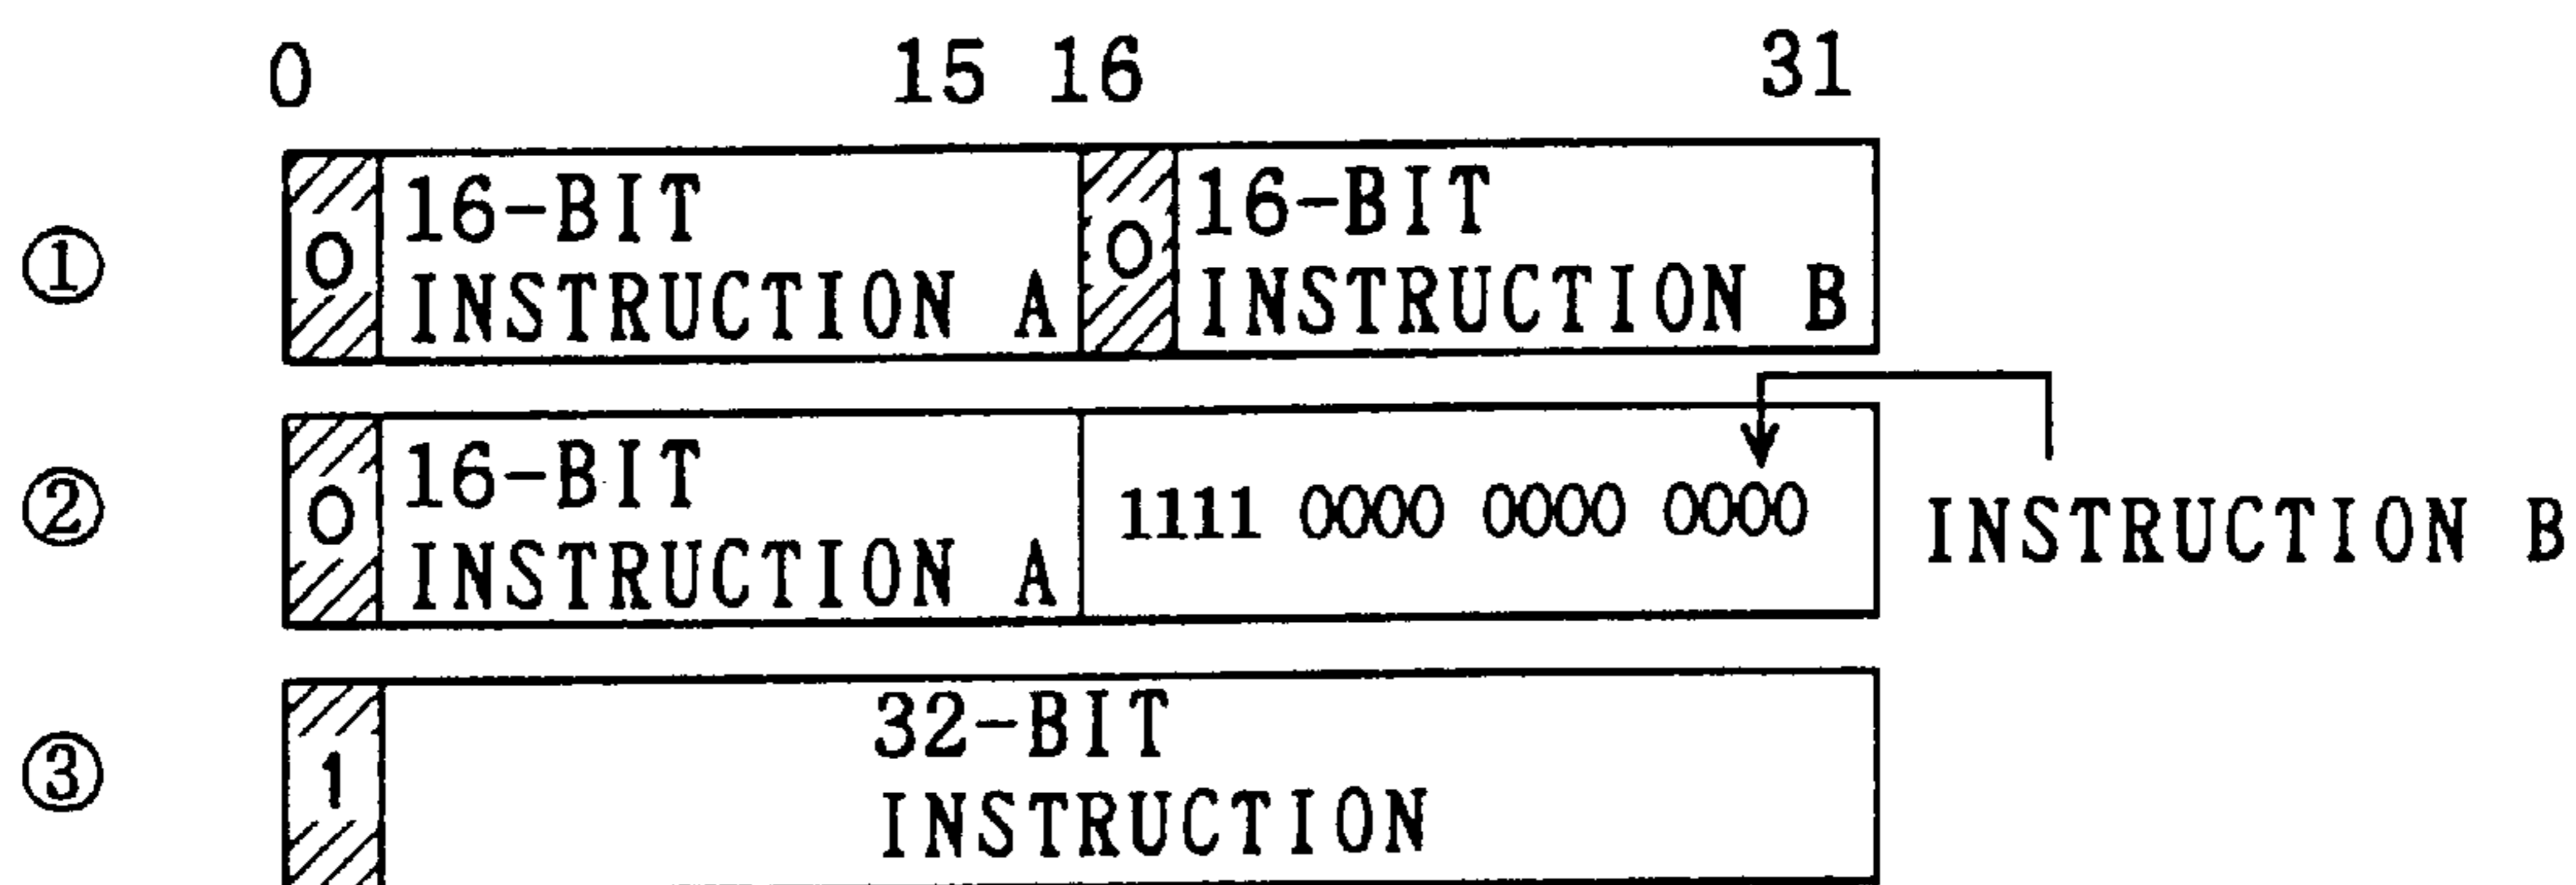 0 15 16 31
① 0 16-BIT INSTRUCTION A 0 16-BIT INSTRUCTION B
② 0 16-BIT INSTRUCTION A 1111 0000 0000 0000 INSTRUCTION B
③ 1 32-BIT INSTRUCTION